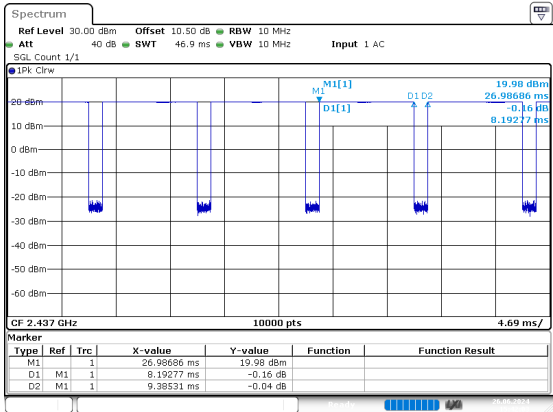 Spectrum
Ref Level 30.00 dBm Offset 10.50 dB RBW 10 MHz
Att 40 dB SWT 46.9 ms VBW 10 MHz Input 1 AC
SGL Count 1/1
1Pk Clrw
M1[1] 19.98 dBm
26.98686 ms
M1
D1 D2
20 dBm
D1[1] -0.16 dB
8.19277 ms
10 dBm
0 dBm
-10 dBm
-20 dBm
-30 dBm
-40 dBm
-50 dBm
-60 dBm
CF 2.437 GHz 10000 pts 4.69 ms/
Marker
Type Ref Trc X-value Y-value Function Function Result
M1 1 26.98686 ms 19.98 dBm
D1 M1 1 8.19277 ms -0.16 dB
D2 M1 1 9.38531 ms -0.04 dB
Ready